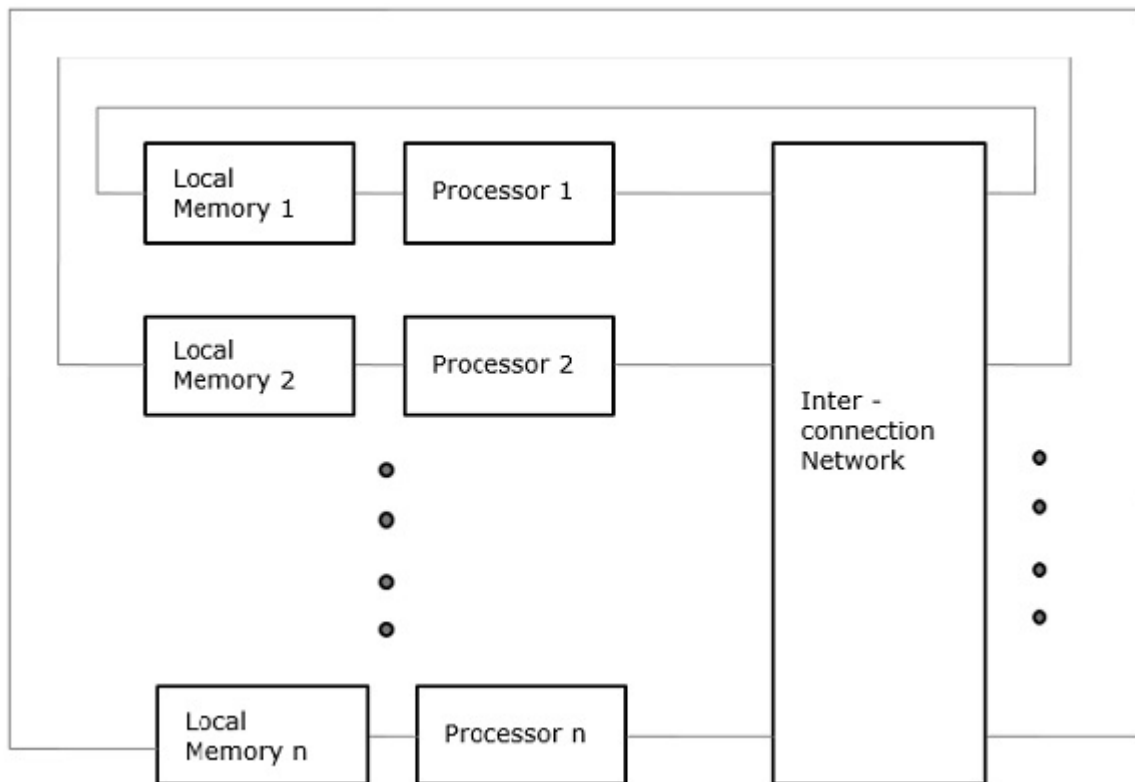 Local
Memory 1
Processor 1
Local
Memory 2
Processor 2
Inter -
connection
Network
Local
Memory n
Processor n